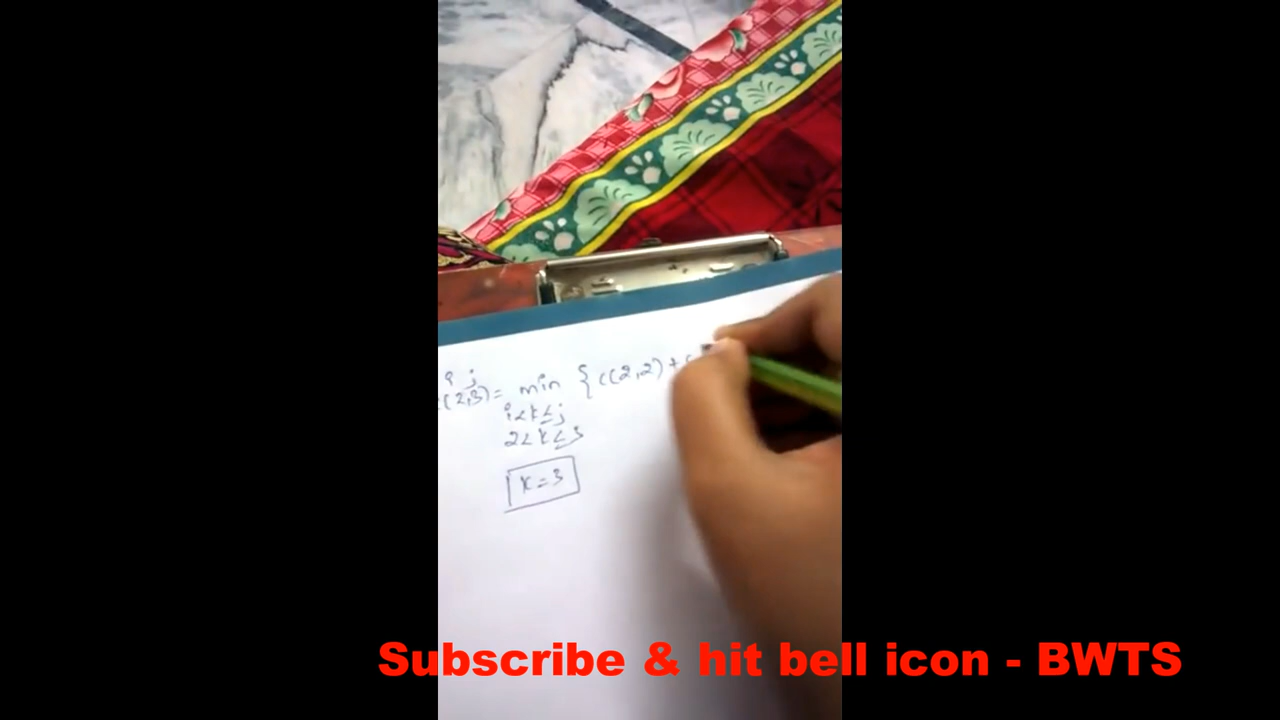 i j
c(2,3) = min { c(2,2) + c
i<k≤j
2<k≤3
k=3
Subscribe & hit bell icon - BWTS